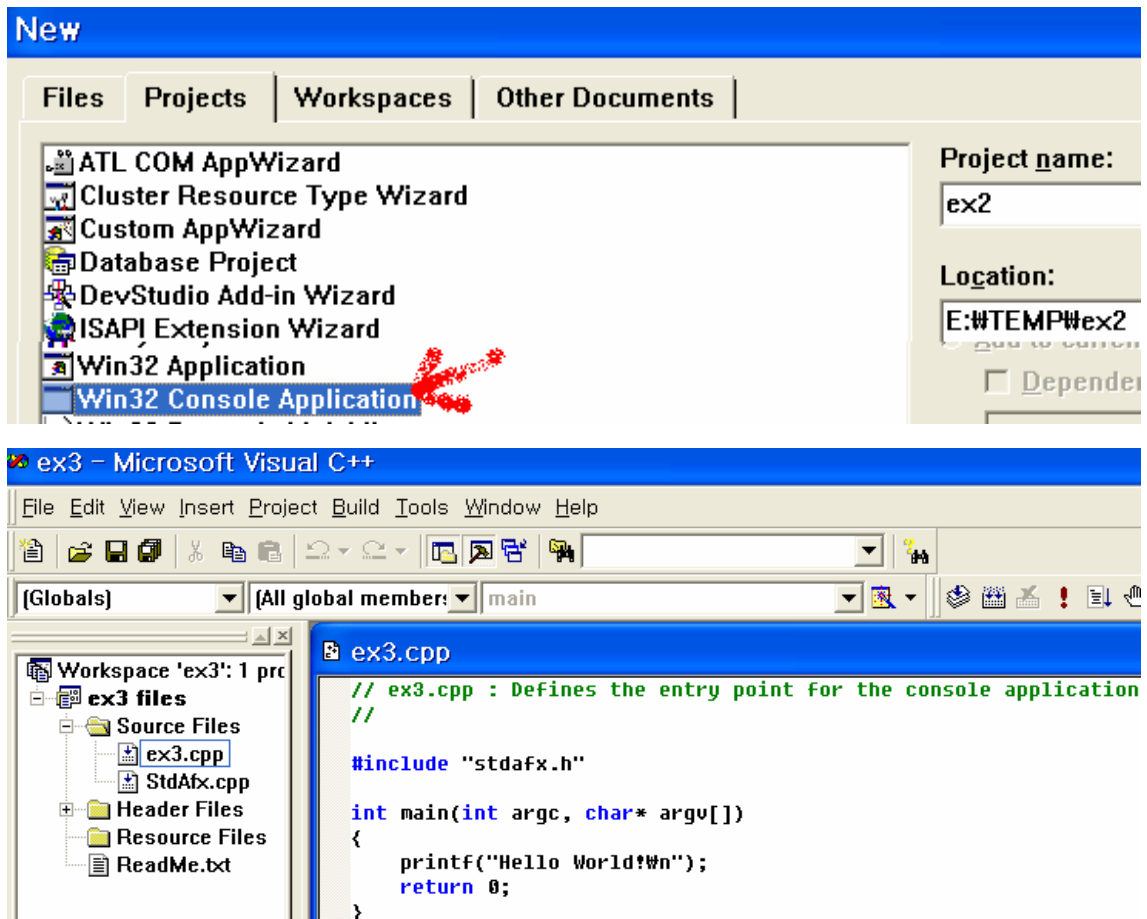 New
Files Projects Workspaces Other Documents
ATL COM AppWizard
Cluster Resource Type Wizard
Custom AppWizard
Database Project
DevStudio Add-in Wizard
ISAPI Extension Wizard
Win32 Application
Win32 Console Application
Project name:
ex2
Location:
E:₩TEMP₩ex2
ex3 - Microsoft Visual C++
File Edit View Insert Project Build Tools Window Help
(Globals) (All global member: main
Workspace 'ex3': 1 pro
ex3 files
Source Files
ex3.cpp
StdAfx.cpp
Header Files
Resource Files
ReadMe.txt
ex3.cpp
// ex3.cpp : Defines the entry point for the console application
//
#include "stdafx.h"
int main(int argc, char* argv[])
{
printf("Hello World!₩n");
return 0;
}